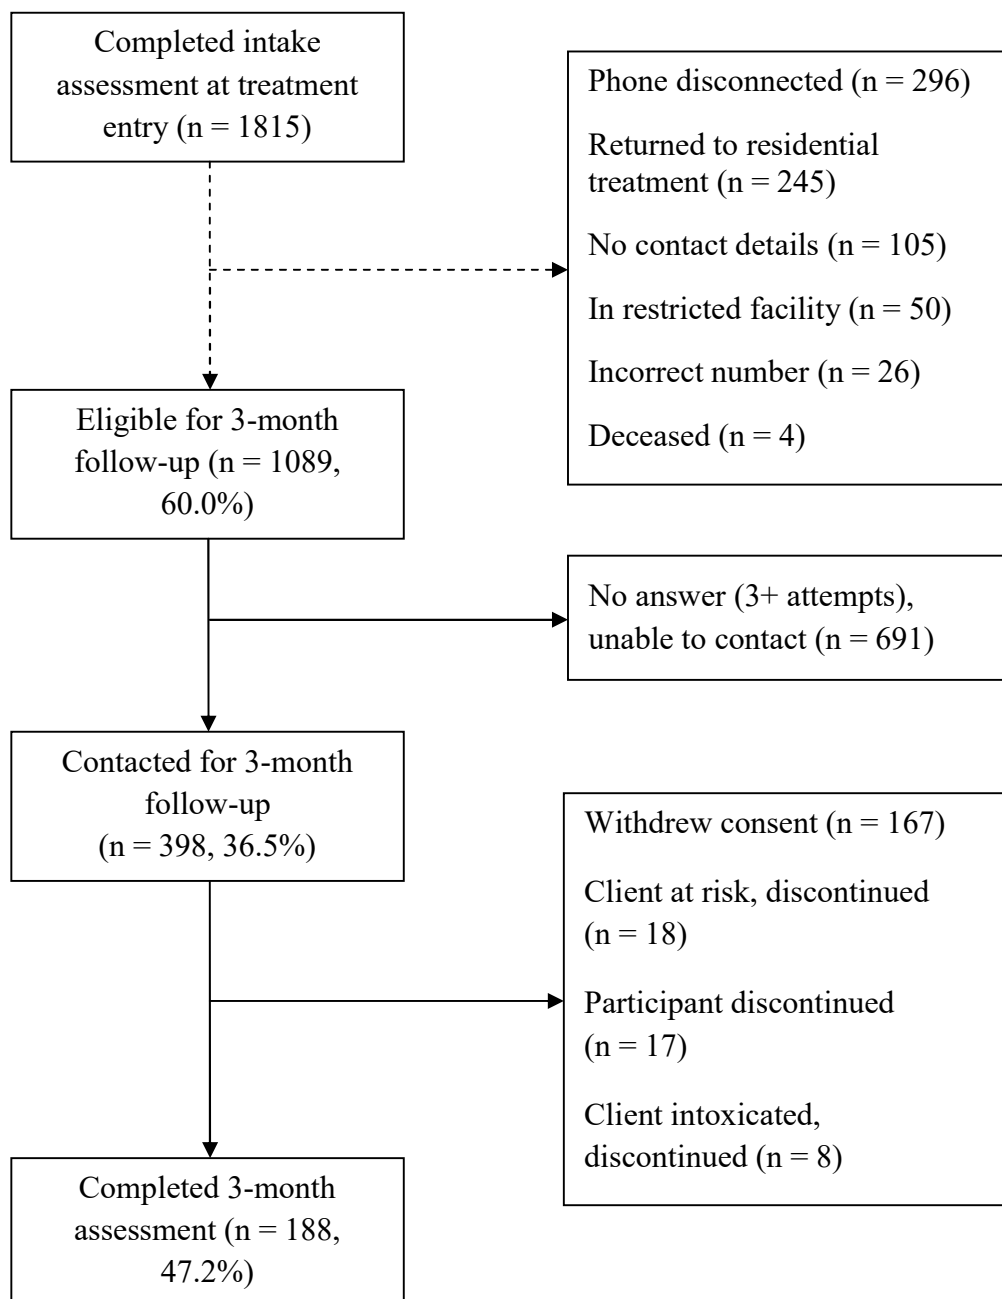 Completed intake
assessment at treatment
entry (n = 1815)
Phone disconnected (n = 296)
Returned to residential
treatment (n = 245)
No contact details (n = 105)
In restricted facility (n = 50)
Incorrect number (n = 26)
Deceased (n = 4)
Eligible for 3-month
follow-up (n = 1089,
60.0%)
No answer (3+ attempts),
unable to contact (n = 691)
Contacted for 3-month
follow-up
(n = 398, 36.5%)
Withdrew consent (n = 167)
Client at risk, discontinued
(n = 18)
Participant discontinued
(n = 17)
Client intoxicated,
discontinued (n = 8)
Completed 3-month
assessment (n = 188,
47.2%)